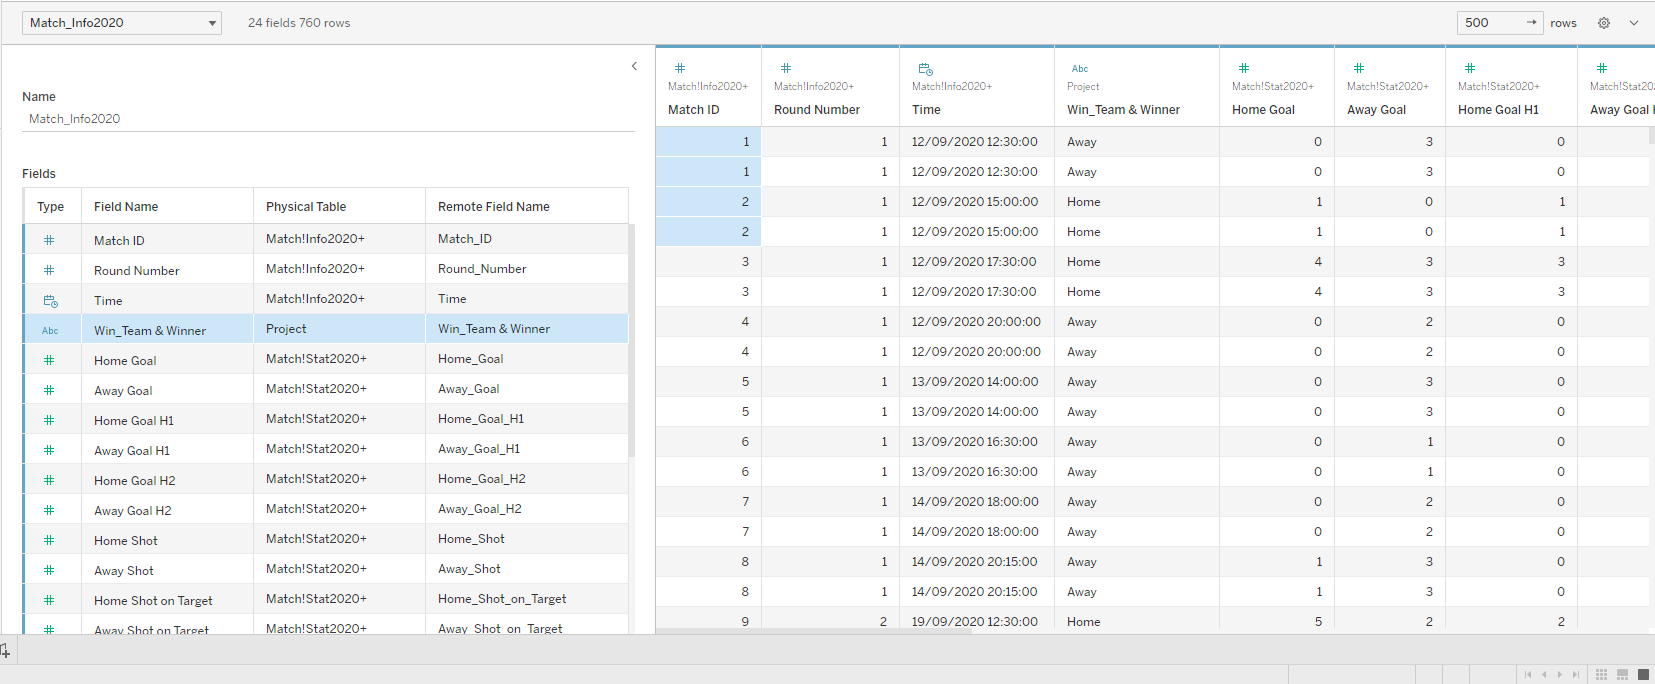 Match_Info2020 24 fields 760 rows 500 → rows
Name
Match_Info2020
Fields
Type Field Name Physical Table Remote Field Name
# Match ID Match!Info2020+ Match_ID
# Round Number Match!Info2020+ Round_Number
Time Match!Info2020+ Time
Abc Win_Team & Winner Project Win_Team & Winner
# Home Goal Match!Stat2020+ Home_Goal
# Away Goal Match!Stat2020+ Away_Goal
# Home Goal H1 Match!Stat2020+ Home_Goal_H1
# Away Goal H1 Match!Stat2020+ Away_Goal_H1
# Home Goal H2 Match!Stat2020+ Home_Goal_H2
# Away Goal H2 Match!Stat2020+ Away_Goal_H2
# Home Shot Match!Stat2020+ Home_Shot
# Away Shot Match!Stat2020+ Away_Shot
# Home Shot on Target Match!Stat2020+ Home_Shot_on_Target
# Away Shot on Target Match!Stat2020+ Away_Shot_on_Target
# # Abc # # # #
Match!Info2020+ Match!Info2020+ Match!Info2020+ Project Match!Stat2020+ Match!Stat2020+ Match!Stat2020+ Match!Stat202
Match ID Round Number Time Win_Team & Winner Home Goal Away Goal Home Goal H1 Away Goal
1 1 12/09/2020 12:30:00 Away 0 3 0
1 1 12/09/2020 12:30:00 Away 0 3 0
2 1 12/09/2020 15:00:00 Home 1 0 1
2 1 12/09/2020 15:00:00 Home 1 0 1
3 1 12/09/2020 17:30:00 Home 4 3 3
3 1 12/09/2020 17:30:00 Home 4 3 3
4 1 12/09/2020 20:00:00 Away 0 2 0
4 1 12/09/2020 20:00:00 Away 0 2 0
5 1 13/09/2020 14:00:00 Away 0 3 0
5 1 13/09/2020 14:00:00 Away 0 3 0
6 1 13/09/2020 16:30:00 Away 0 1 0
6 1 13/09/2020 16:30:00 Away 0 1 0
7 1 14/09/2020 18:00:00 Away 0 2 0
7 1 14/09/2020 18:00:00 Away 0 2 0
8 1 14/09/2020 20:15:00 Away 1 3 0
8 1 14/09/2020 20:15:00 Away 1 3 0
9 2 19/09/2020 12:30:00 Home 5 2 2